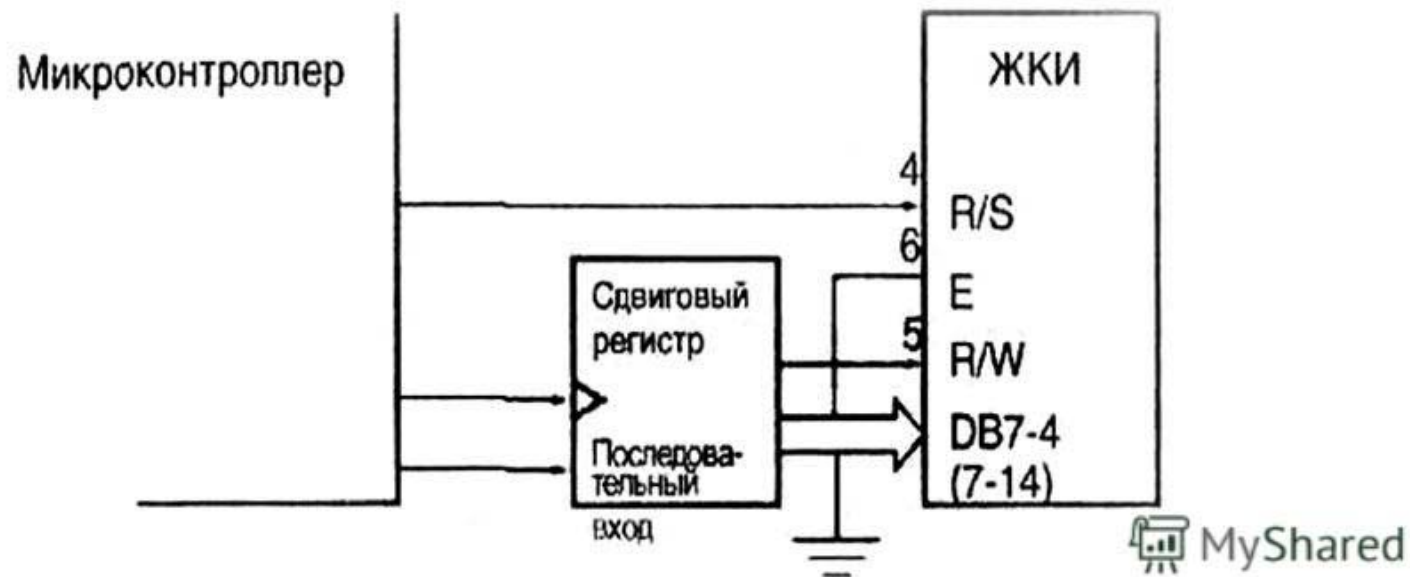 Микроконтроллер
ЖКИ
4
R/S
6
E
Сдвиговый
регистр
5
R/W
DB7-4
(7-14)
Последова-
тельный
вход
MyShared